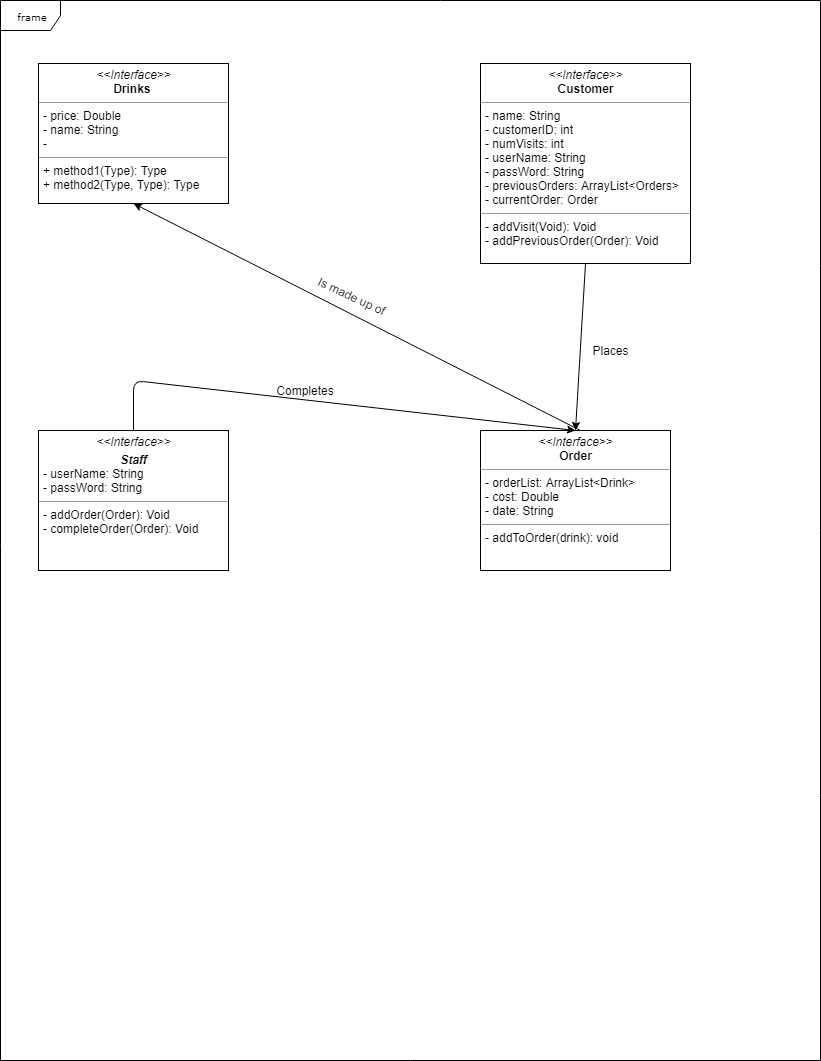 frame
<<Interface>>
Drinks
- price: Double
- name: String
-
+ method1(Type): Type
+ method2(Type, Type): Type
<<Interface>>
Customer
- name: String
- customerID: int
- numVisits: int
- userName: String
- passWord: String
- previousOrders: ArrayList<Orders>
- currentOrder: Order
- addVisit(Void): Void
- addPreviousOrder(Order): Void
Is made up of
Places
Completes
<<Interface>>
Staff
- userName: String
- passWord: String
- addOrder(Order): Void
- completeOrder(Order): Void
<<Interface>>
Order
- orderList: ArrayList<Drink>
- cost: Double
- date: String
- addToOrder(drink): void